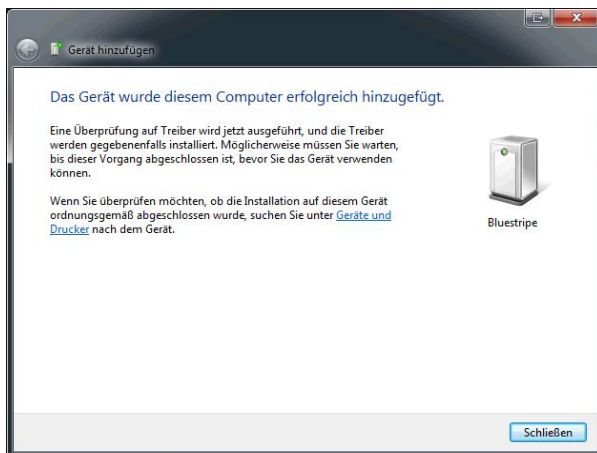 Gerät hinzufügen
Das Gerät wurde diesem Computer erfolgreich hinzugefügt.
Eine Überprüfung auf Treiber wird jetzt ausgeführt, und die Treiber
werden gegebenenfalls installiert. Möglicherweise müssen Sie warten,
bis dieser Vorgang abgeschlossen ist, bevor Sie das Gerät verwenden
können.
Wenn Sie überprüfen möchten, ob die Installation auf diesem Gerät
ordnungsgemäß abgeschlossen wurde, suchen Sie unter Geräte und
Drucker nach dem Gerät.
Bluestripe
Schließen